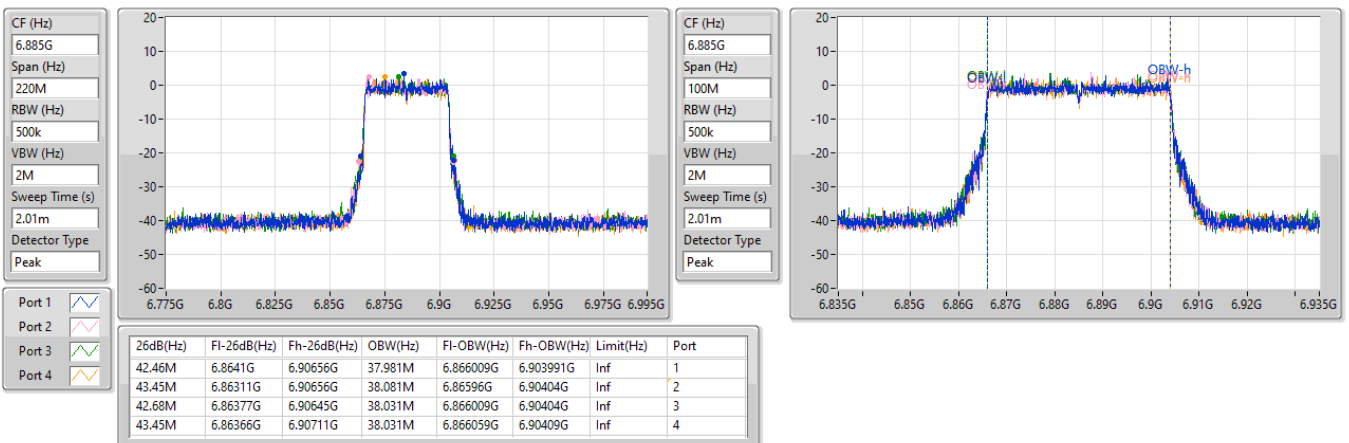 CF (Hz)
6.885G
Span (Hz)
220M
RBW (Hz)
500k
VBW (Hz)
2M
Sweep Time (s)
2.01m
Detector Type
Peak
20
10
0
-10
-20
-30
-40
-50
-60
6.775G 6.8G 6.825G 6.85G 6.875G 6.9G 6.925G 6.95G 6.975G 6.995G
CF (Hz)
6.885G
Span (Hz)
100M
RBW (Hz)
500k
VBW (Hz)
2M
Sweep Time (s)
2.01m
Detector Type
Peak
20
10
0
-10
-20
-30
-40
-50
-60
OBW-h
6.835G 6.85G 6.86G 6.87G 6.88G 6.89G 6.9G 6.91G 6.92G 6.935G
Port 1
Port 2
Port 3
Port 4
26dB(Hz) Fl-26dB(Hz) Fh-26dB(Hz) OBW(Hz) Fl-OBW(Hz) Fh-OBW(Hz) Limit(Hz) Port
42.46M 6.8641G 6.90656G 37.981M 6.866009G 6.903991G Inf 1
43.45M 6.86311G 6.90656G 38.081M 6.86596G 6.90404G Inf 2
42.68M 6.86377G 6.90645G 38.031M 6.866009G 6.90404G Inf 3
43.45M 6.86366G 6.90711G 38.031M 6.866059G 6.90409G Inf 4